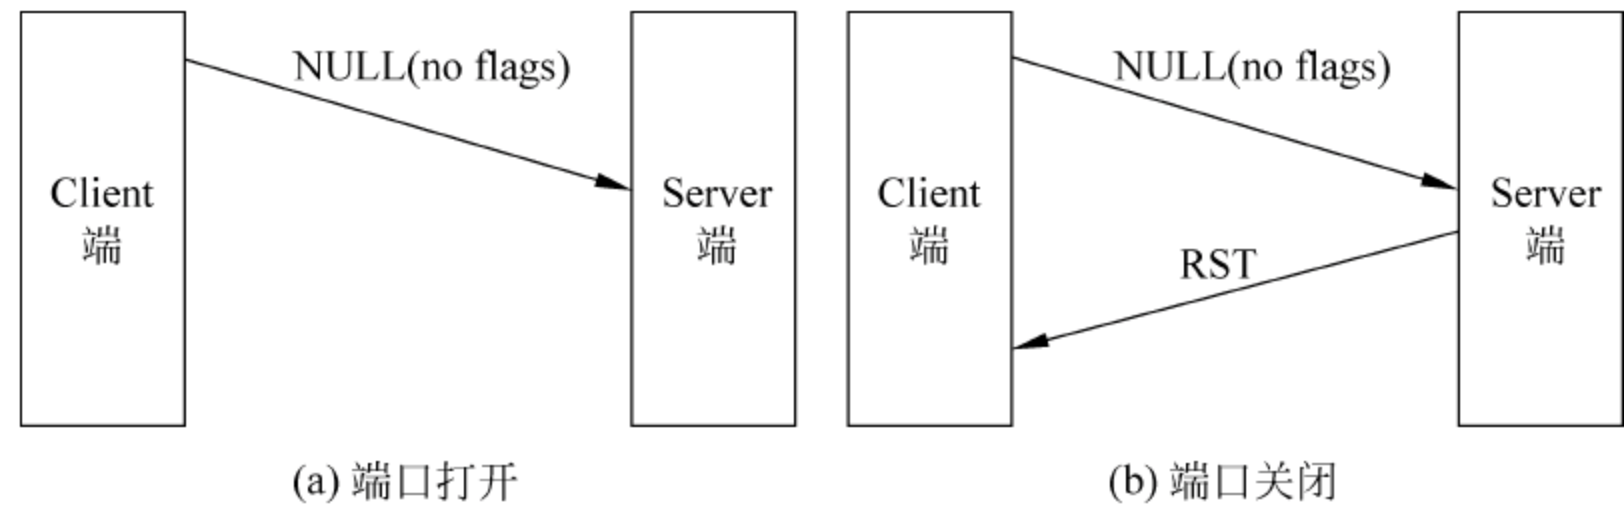 NULL(no flags)
Client
端
Server
端
(a) 端口打开
NULL(no flags)
Client
端
RST
Server
端
(b) 端口关闭